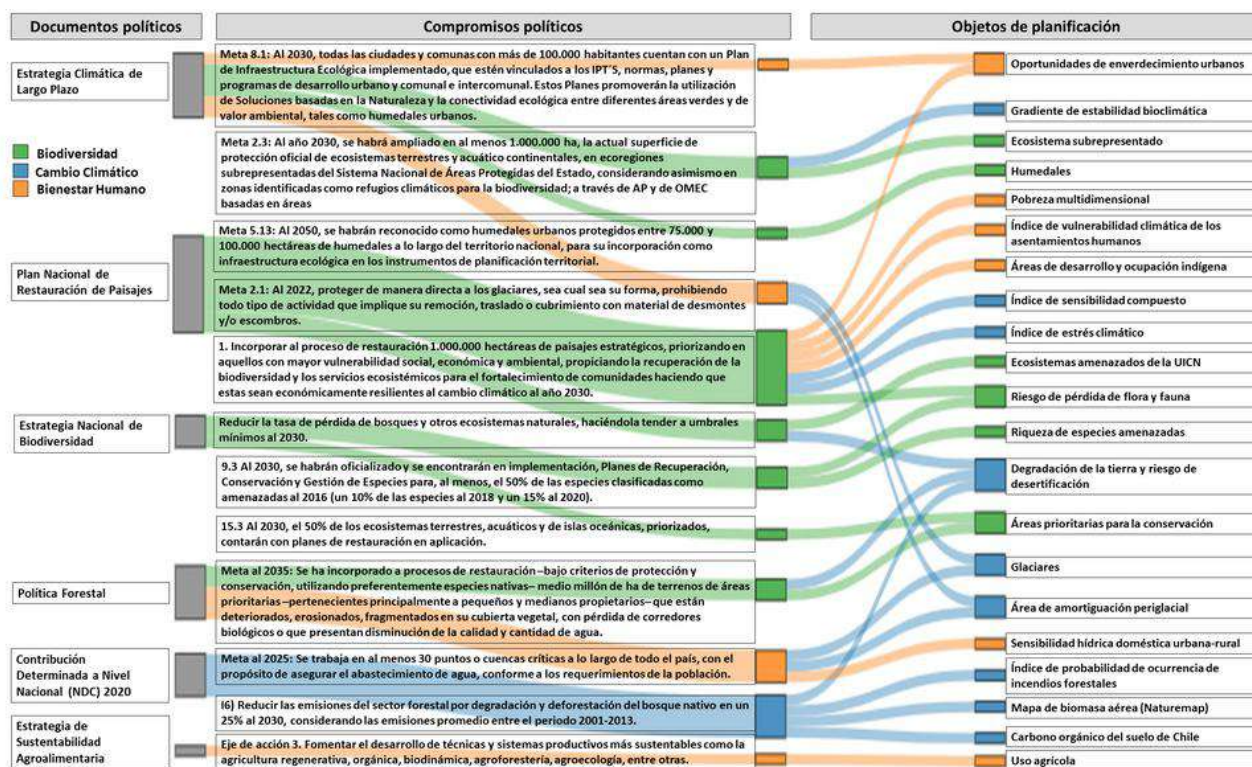 Documentos políticos
Compromisos políticos
Objetos de planificación
Estrategia Climática de
Largo Plazo
Biodiversidad
Cambio Climático
Bienestar Humano
Plan Nacional de
Restauración de Paisajes
Estrategia Nacional de
Biodiversidad
Política Forestal
Contribución
Determinada a Nivel
Nacional (NDC) 2020
Estrategia de
Sustentabilidad
Agroalimentaria
Meta 8.1: Al 2030, todas las ciudades y comunas con más de 100.000 habitantes cuentan con un Plan
de Infraestructura Ecológica implementado, que estén vinculados a los IPT´S, normas, planes y
programas de desarrollo urbano y comunal e intercomunal. Estos Planes promoverán la utilización
de Soluciones basadas en la Naturaleza y la conectividad ecológica entre diferentes áreas verdes y de
valor ambiental, tales como humedales urbanos.
Meta 2.3: Al año 2030, se habrá ampliado en al menos 1.000.000 ha, la actual superficie de
protección oficial de ecosistemas terrestres y acuático continentales, en ecoregiones
subrepresentadas del Sistema Nacional de Áreas Protegidas del Estado, considerando asimismo en
zonas identificadas como refugios climáticos para la biodiversidad; a través de AP y de OMEC
basadas en áreas
Meta 5.13: Al 2050, se habrán reconocido como humedales urbanos protegidos entre 75.000 y
100.000 hectáreas de humedales a lo largo del territorio nacional, para su incorporación como
infraestructura ecológica en los instrumentos de planificación territorial.
Meta 2.1: Al 2022, proteger de manera directa a los glaciares, sea cual sea su forma, prohibiendo
todo tipo de actividad que implique su remoción, traslado o cubrimiento con material de desmontes
y/o escombros.
1. Incorporar al proceso de restauración 1.000.000 hectáreas de paisajes estratégicos, priorizando en
aquellos con mayor vulnerabilidad social, económica y ambiental, propiciando la recuperación de la
biodiversidad y los servicios ecosistémicos para el fortalecimiento de comunidades haciendo que
estas sean económicamente resilientes al cambio climático al año 2030.
Reducir la tasa de pérdida de bosques y otros ecosistemas naturales, haciéndola tender a umbrales
mínimos al 2030.
9.3 Al 2030, se habrán oficializado y se encontrarán en implementación, Planes de Recuperación,
Conservación y Gestión de Especies para, al menos, el 50% de las especies clasificadas como
amenazadas al 2016 (un 10% de las especies al 2018 y un 15% al 2020).
15.3 Al 2030, el 50% de los ecosistemas terrestres, acuáticos y de islas oceánicas, priorizados,
contarán con planes de restauración en aplicación.
Meta al 2035: Se ha incorporado a procesos de restauración –bajo criterios de protección y
conservación, utilizando preferentemente especies nativas– medio millón de ha de terrenos de áreas
prioritarias –pertenecientes principalmente a pequeños y medianos propietarios– que están
deteriorados, erosionados, fragmentados en su cubierta vegetal, con pérdida de corredores
biológicos o que presentan disminución de la calidad y cantidad de agua.
Meta al 2025: Se trabaja en al menos 30 puntos o cuencas críticas a lo largo de todo el país, con el
propósito de asegurar el abastecimiento de agua, conforme a los requerimientos de la población.
I6) Reducir las emisiones del sector forestal por degradación y deforestación del bosque nativo en un
25% al 2030, considerando las emisiones promedio entre el periodo 2001-2013.
Eje de acción 3. Fomentar el desarrollo de técnicas y sistemas productivos más sustentables como la
agricultura regenerativa, orgánica, biodinámica, agroforestería, agroecología, entre otras.
Oportunidades de enverdecimiento urbanos
Gradiente de estabilidad bioclimática
Ecosistema subrepresentado
Humedales
Pobreza multidimensional
Índice de vulnerabilidad climática de los
asentamientos humanos
Áreas de desarrollo y ocupación indígena
Índice de sensibilidad compuesto
Índice de estrés climático
Ecosistemas amenazados de la UICN
Riesgo de pérdida de flora y fauna
Riqueza de especies amenazadas
Degradación de la tierra y riesgo de
desertificación
Áreas prioritarias para la conservación
Glaciares
Área de amortiguación periglacial
Sensibilidad hídrica doméstica urbana-rural
Índice de probabilidad de ocurrencia de
incendios forestales
Mapa de biomasa aérea (Naturemap)
Carbono orgánico del suelo de Chile
Uso agrícola